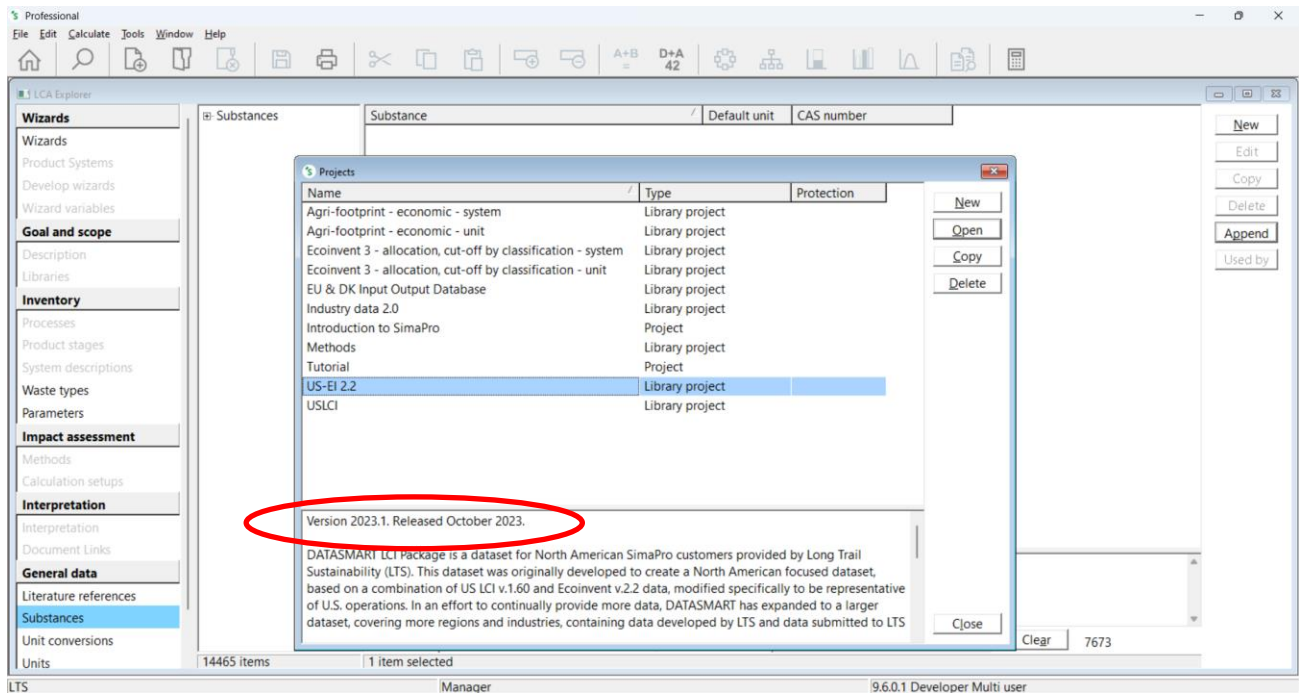 Professional
File Edit Calculate Tools Window Help
A+B
=
D+A
42
LCA Explorer
Wizards
Wizards
Product Systems
Develop wizards
Wizard variables
Goal and scope
Description
Libraries
Inventory
Processes
Product stages
System descriptions
Waste types
Parameters
Impact assessment
Methods
Calculation setups
Interpretation
Interpretation
Document Links
General data
Literature references
Substances
Unit conversions
Units
Substances
Substance / Default unit CAS number
New
Edit
Copy
Delete
Append
Used by
Projects
Name / Type Protection
Agri-footprint - economic - system Library project
Agri-footprint - economic - unit Library project
Ecoinvent 3 - allocation, cut-off by classification - system Library project
Ecoinvent 3 - allocation, cut-off by classification - unit Library project
EU & DK Input Output Database Library project
Industry data 2.0 Library project
Introduction to SimaPro Project
Methods Library project
Tutorial Project
US-EI 2.2 Library project
USLCI Library project
New
Open
Copy
Delete
Version 2023.1. Released October 2023.
DATASMART LCI Package is a dataset for North American SimaPro customers provided by Long Trail
Sustainability (LTS). This dataset was originally developed to create a North American focused dataset,
based on a combination of US LCI v.1.60 and Ecoinvent v.2.2 data, modified specifically to be representative
of U.S. operations. In an effort to continually provide more data, DATASMART has expanded to a larger
dataset, covering more regions and industries, containing data developed by LTS and data submitted to LTS
Close
Clear 7673
14465 items 1 item selected
LTS Manager 9.6.0.1 Developer Multi user